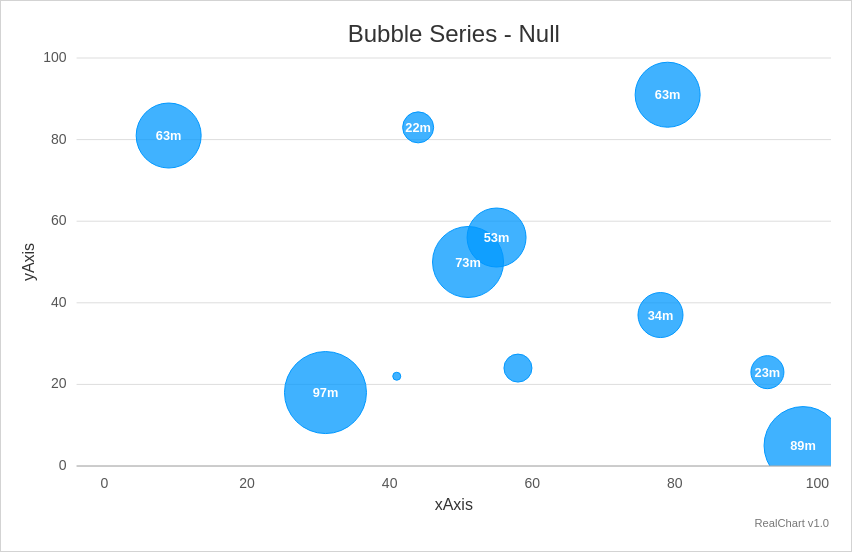 Bubble Series - Null
100
80
60
40
20
0
yAxis
63m
22m
63m
53m
73m
34m
97m
23m
89m
0 20 40 60 80 100
xAxis
RealChart v1.0